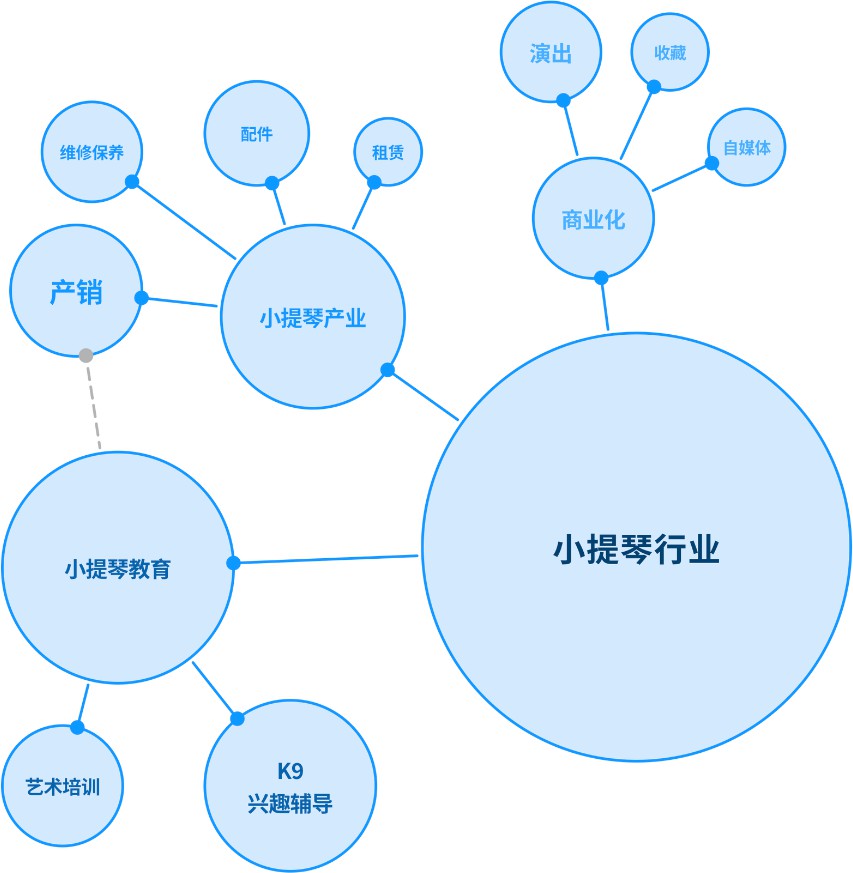 演出
收藏
配件
自媒体
维修保养
租赁
商业化
产销
小提琴产业
小提琴行业
小提琴教育
K9
兴趣辅导
艺术培训